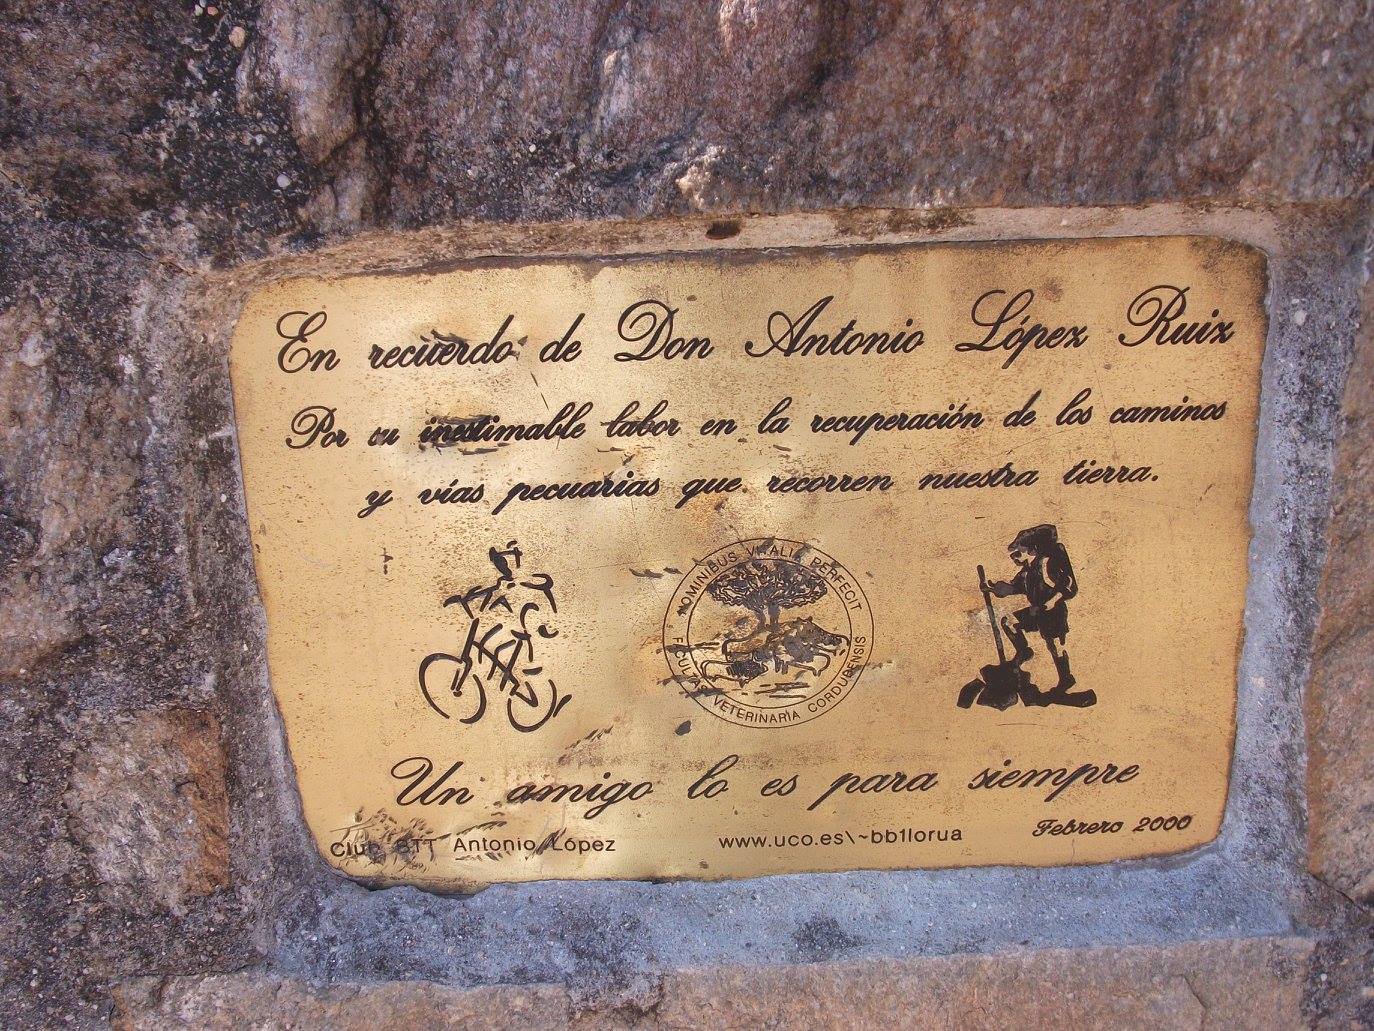 En recuerdo de Don Antonio López Ruiz
Por su inestimable labor en la recuperación de los caminos
y vías pecuarias que recorren nuestra tierra.
HOMINIBUS VITALIA PERFECIT
FACULTAS VETERINARIA CORDUBENSIS
Un amigo lo es para siempre
Club BTT Antonio López
www.uco.es\~bb1lorua
Febrero 2000